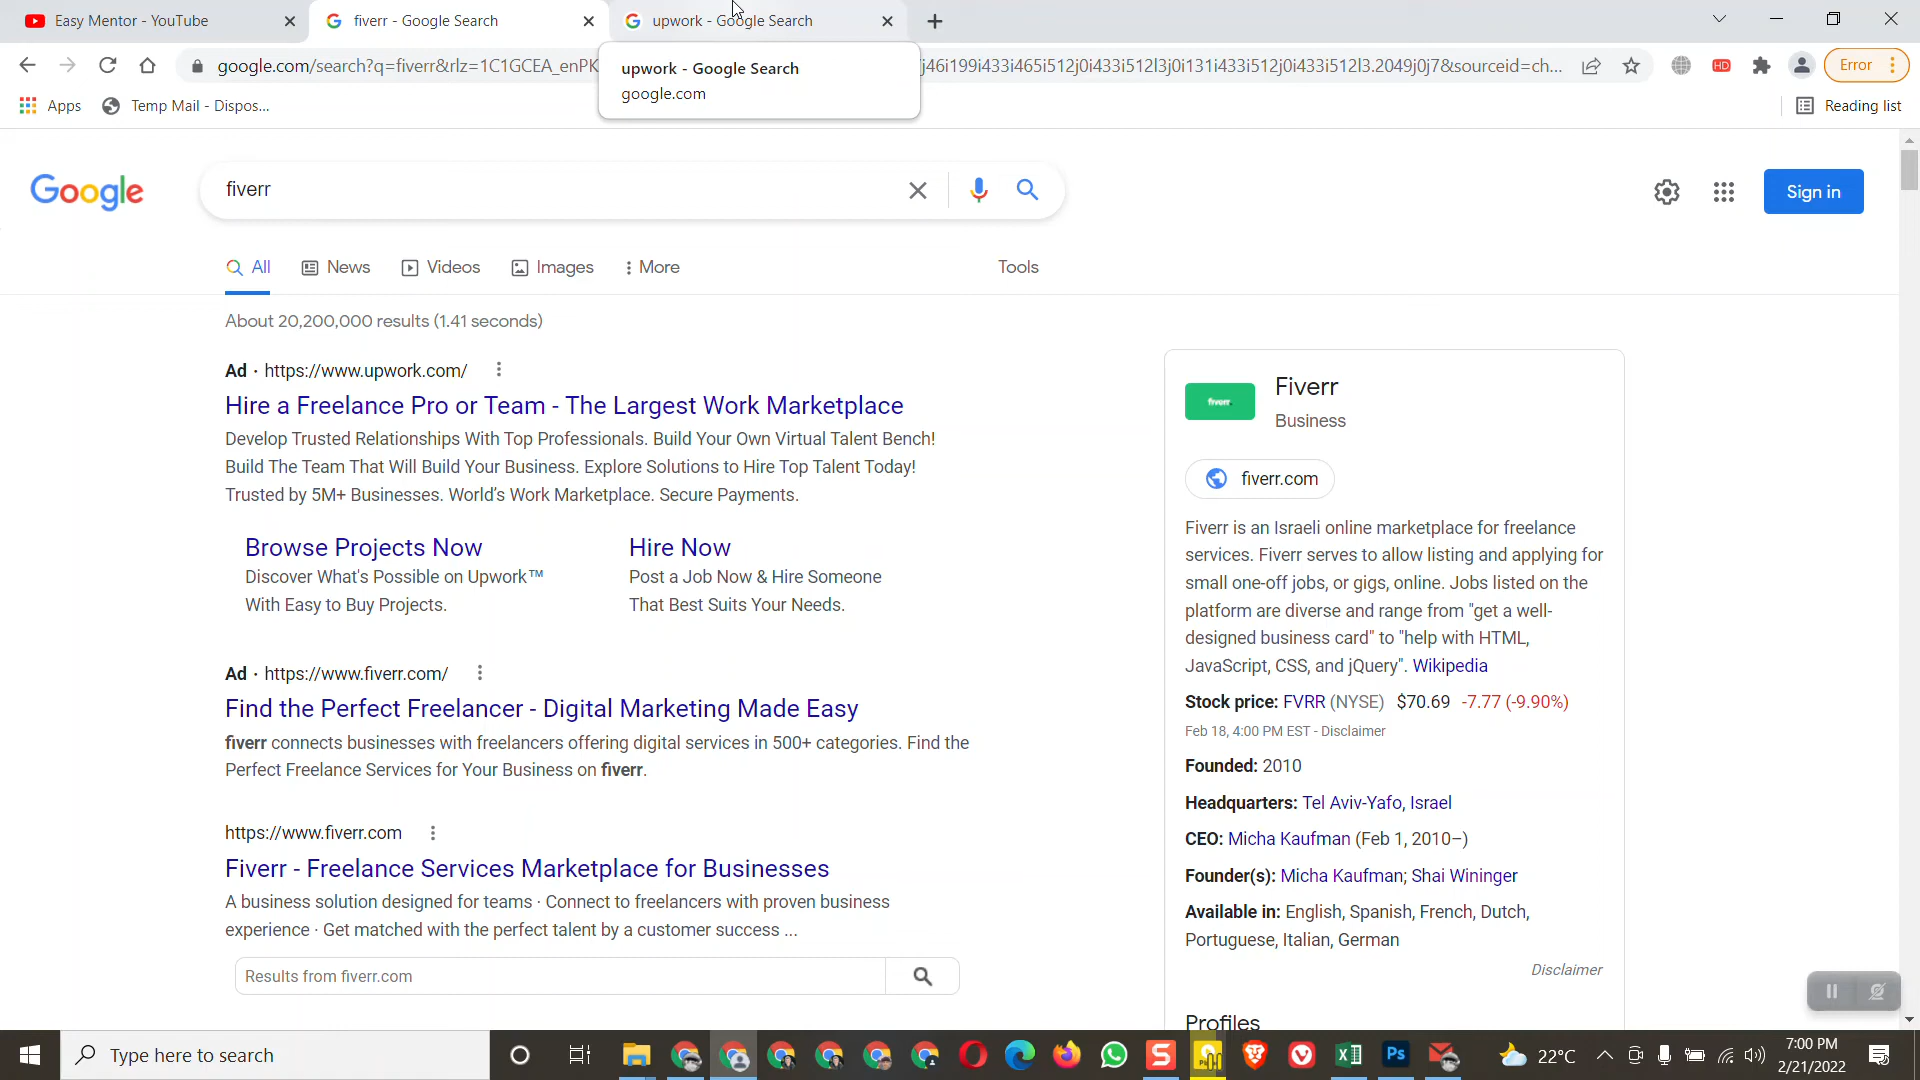 Easy Mentor - YouTube
fiverr - Google Search
upwork - Google Search
google.com/search?q=fiverr&rlz=1C1GCEA_enPK
j46i199i433i465i512j0i433i512l3j0i131i433i512j0i433i512l3.2049j0j7&sourceid=ch...
Error
upwork - Google Search
google.com
Apps
Temp Mail - Dispos...
Reading list
Google
fiverr
Sign in
All
News
Videos
Images
More
Tools
About 20,200,000 results (1.41 seconds)
Ad · https://www.upwork.com/
Hire a Freelance Pro or Team - The Largest Work Marketplace
Develop Trusted Relationships With Top Professionals. Build Your Own Virtual Talent Bench!
Build The Team That Will Build Your Business. Explore Solutions to Hire Top Talent Today!
Trusted by 5M+ Businesses. World's Work Marketplace. Secure Payments.
Browse Projects Now
Discover What's Possible on Upwork™
With Easy to Buy Projects.
Hire Now
Post a Job Now & Hire Someone
That Best Suits Your Needs.
Ad · https://www.fiverr.com/
Find the Perfect Freelancer - Digital Marketing Made Easy
fiverr connects businesses with freelancers offering digital services in 500+ categories. Find the
Perfect Freelance Services for Your Business on fiverr.
https://www.fiverr.com
Fiverr - Freelance Services Marketplace for Businesses
A business solution designed for teams · Connect to freelancers with proven business
experience · Get matched with the perfect talent by a customer success ...
Results from fiverr.com
fiverr.
Fiverr
Business
fiverr.com
Fiverr is an Israeli online marketplace for freelance
services. Fiverr serves to allow listing and applying for
small one-off jobs, or gigs, online. Jobs listed on the
platform are diverse and range from "get a well-
designed business card" to "help with HTML,
JavaScript, CSS, and jQuery". Wikipedia
Stock price: FVRR (NYSE) $70.69 -7.77 (-9.90%)
Feb 18, 4:00 PM EST - Disclaimer
Founded: 2010
Headquarters: Tel Aviv-Yafo, Israel
CEO: Micha Kaufman (Feb 1, 2010–)
Founder(s): Micha Kaufman; Shai Wininger
Available in: English, Spanish, French, Dutch,
Portuguese, Italian, German
Disclaimer
Profiles
Type here to search
Ps
22°C
7:00 PM
2/21/2022